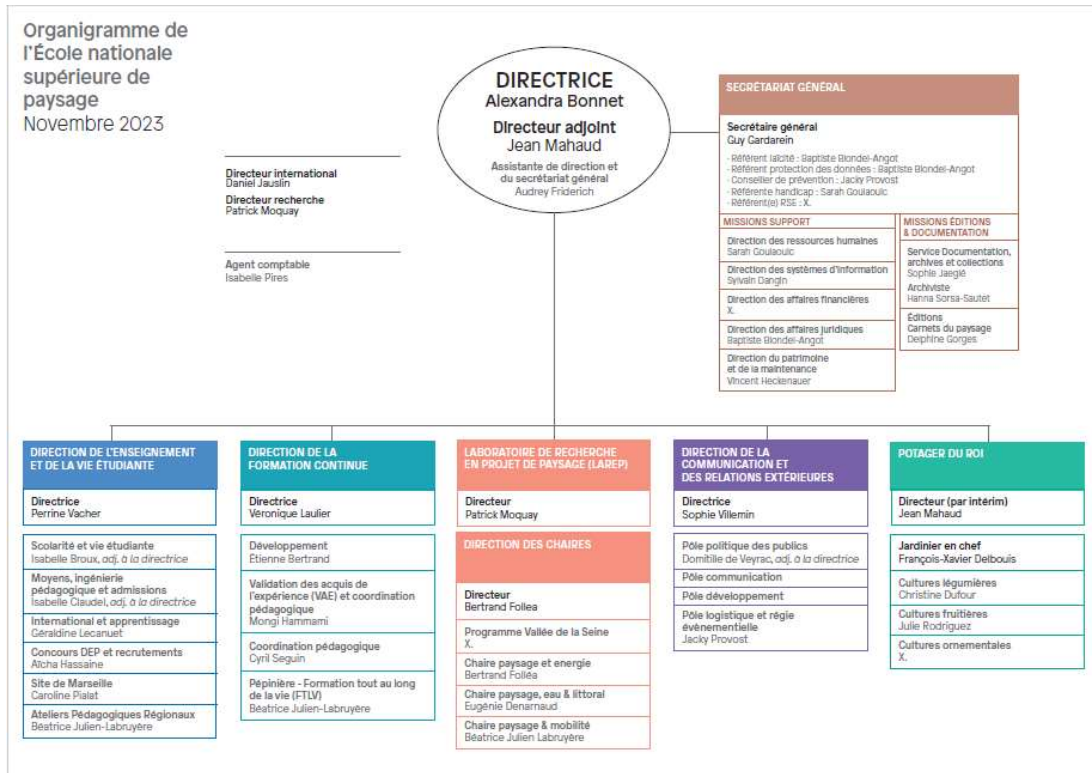 Organigramme de
l'École nationale
supérieure de
paysage
Novembre 2023
DIRECTRICE
Alexandra Bonnet
Directeur adjoint
Jean Mahaud
Assistante de direction et
du secrétariat général
Audrey Friderich
Directeur international
Daniel Jauslin
Directeur recherche
Patrick Moquay
Agent comptable
Isabelle Pires
SECRÉTARIAT GÉNÉRAL
Secrétaire général
Guy Gardarein
- Référent laïcité : Baptiste Blondel-Angot
- Référent protection des données : Baptiste Blondel-Angot
- Conseiller de prévention : Jacky Provost
- Référente handicap : Sarah Goulaouic
- Référent(e) RSE : X.
MISSIONS SUPPORT
Direction des ressources humaines
Sarah Goulaouic
Direction des systèmes d'information
Sylvain Dangin
Direction des affaires financières
X.
Direction des affaires juridiques
Baptiste Blondel-Angot
Direction du patrimoine
et de la maintenance
Vincent Heckenauer
MISSIONS ÉDITIONS
& DOCUMENTATION
Service Documentation,
archives et collections
Sophie Jaeglé
Archiviste
Hanna Sorsa-Sautet
Éditions
Carnets du paysage
Delphine Gorges
DIRECTION DE L'ENSEIGNEMENT
ET DE LA VIE ÉTUDIANTE
Directrice
Perrine Vacher
Scolarité et vie étudiante
Isabelle Broux, adj. à la directrice
Moyens, ingénierie
pédagogique et admissions
Isabelle Claudel, adj. à la directrice
International et apprentissage
Géraldine Lecanuet
Concours DEP et recrutements
Aïcha Hassaine
Site de Marseille
Caroline Pialat
Ateliers Pédagogiques Régionaux
Béatrice Julien-Labruyère
DIRECTION DE LA
FORMATION CONTINUE
Directrice
Véronique Laulier
Développement
Étienne Bertrand
Validation des acquis de
l'expérience (VAE) et coordination
pédagogique
Mongi Hammami
Coordination pédagogique
Cyril Seguin
Pépinière - Formation tout au long
de la vie (FTLV)
Béatrice Julien-Labruyère
LABORATOIRE DE RECHERCHE
EN PROJET DE PAYSAGE (LAREP)
Directeur
Patrick Moquay
DIRECTION DES CHAIRES
Directeur
Bertrand Folléa
Programme Vallée de la Seine
X.
Chaire paysage et energie
Bertrand Folléa
Chaire paysage, eau & littoral
Eugénie Denarnaud
Chaire paysage & mobilité
Béatrice Julien Labruyère
DIRECTION DE LA
COMMUNICATION ET
DES RELATIONS EXTÉRIEURES
Directrice
Sophie Villemin
Pôle politique des publics
Domitille de Veyrac, adj. à la directrice
Pôle communication
Pôle développement
Pôle logistique et régie
évènementielle
Jacky Provost
POTAGER DU ROI
Directeur (par intérim)
Jean Mahaud
Jardinier en chef
François-Xavier Delbouis
Cultures légumières
Christine Dufour
Cultures fruitières
Julie Rodriguez
Cultures ornementales
X.